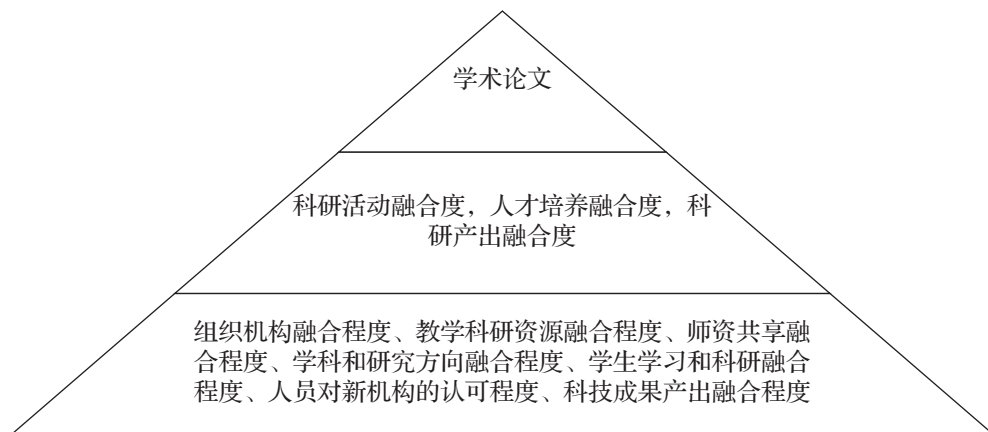 学术论文
科研活动融合度，人才培养融合度，科
研产出融合度
组织机构融合程度、教学科研资源融合程度、师资共享融
合程度、学科和研究方向融合程度、学生学习和科研融合
程度、人员对新机构的认可程度、科技成果产出融合程度